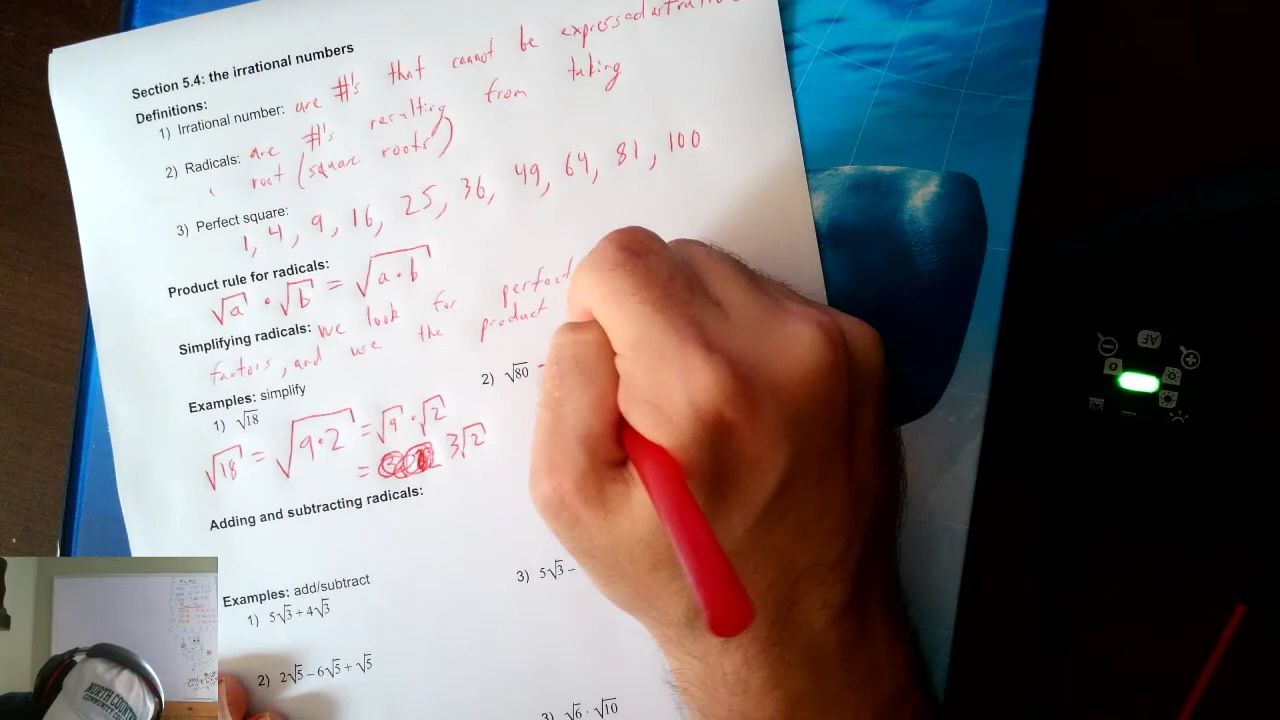 Section 5.4: the irrational numbers
Definitions:
1) Irrational number: are #'s that cannot be expressed
2) Radicals: are #'s resulting from taking
root (square roots)
3) Perfect square:
1, 4, 9, 16, 25, 36, 49, 64, 81, 100
Product rule for radicals:
√a · √b = √a·b
Simplifying radicals: we look for perfect
factors, and use the product
Examples: simplify
1) √18
2) √80
√18 = √9·2 = √9 · √2
= 3√2
Adding and subtracting radicals:
Examples: add/subtract
1) 5√3 + 4√3
3) 5√3 −
2) 2√5 − 6√5 + √5
3) √6 · √10
NORTH COUNTRY
AF